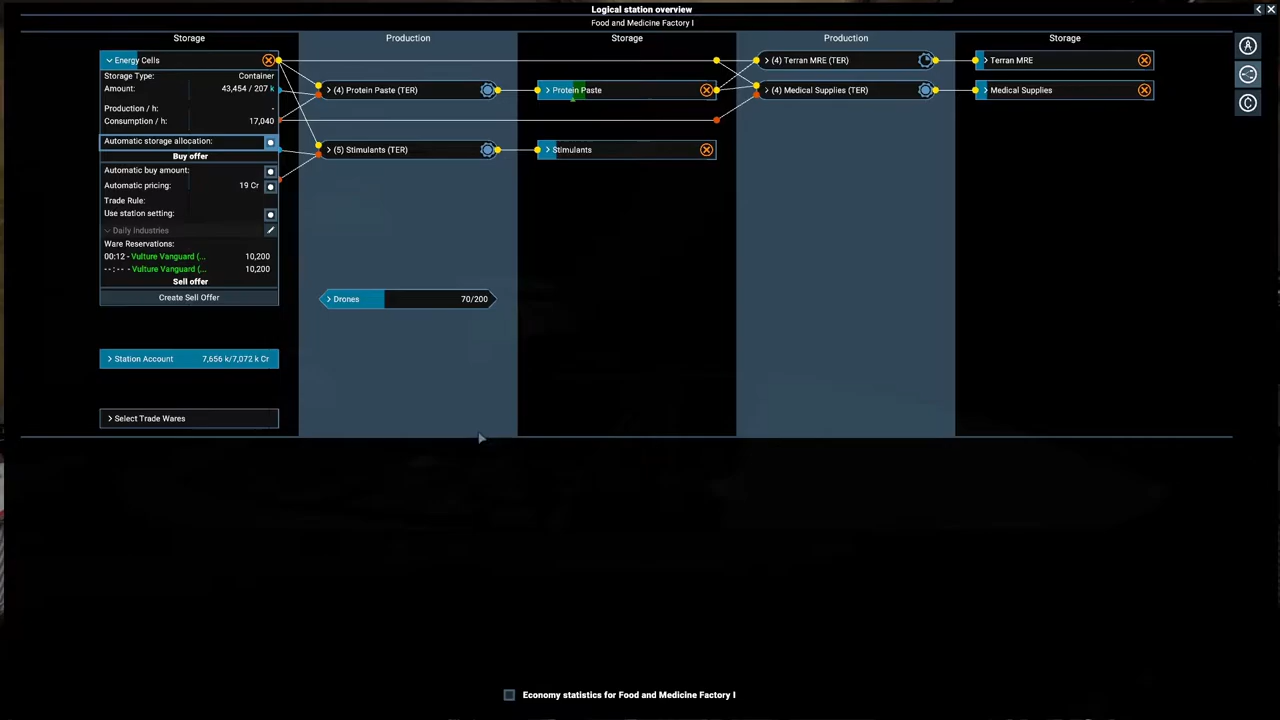 Logical station overview
Food and Medicine Factory I
Storage
Production
Storage
Production
Storage
Energy Cells
Storage Type: Container
Amount: 43,454 / 207 k
Production / h: -
Consumption / h: 17,040
Automatic storage allocation:
Buy offer
Automatic buy amount:
Automatic pricing: 19 Cr
Trade Rule:
Use station setting:
Daily Industries
Ware Reservations:
00:12 - Vulture Vanguard (... 10,200
--:-- - Vulture Vanguard (... 10,200
Sell offer
Create Sell Offer
Station Account 7,656 k/7,072 k Cr
Select Trade Wares
(4) Protein Paste (TER)
(5) Stimulants (TER)
Drones 70/200
Protein Paste
Stimulants
(4) Terran MRE (TER)
(4) Medical Supplies (TER)
Terran MRE
Medical Supplies
A
C
Economy statistics for Food and Medicine Factory I